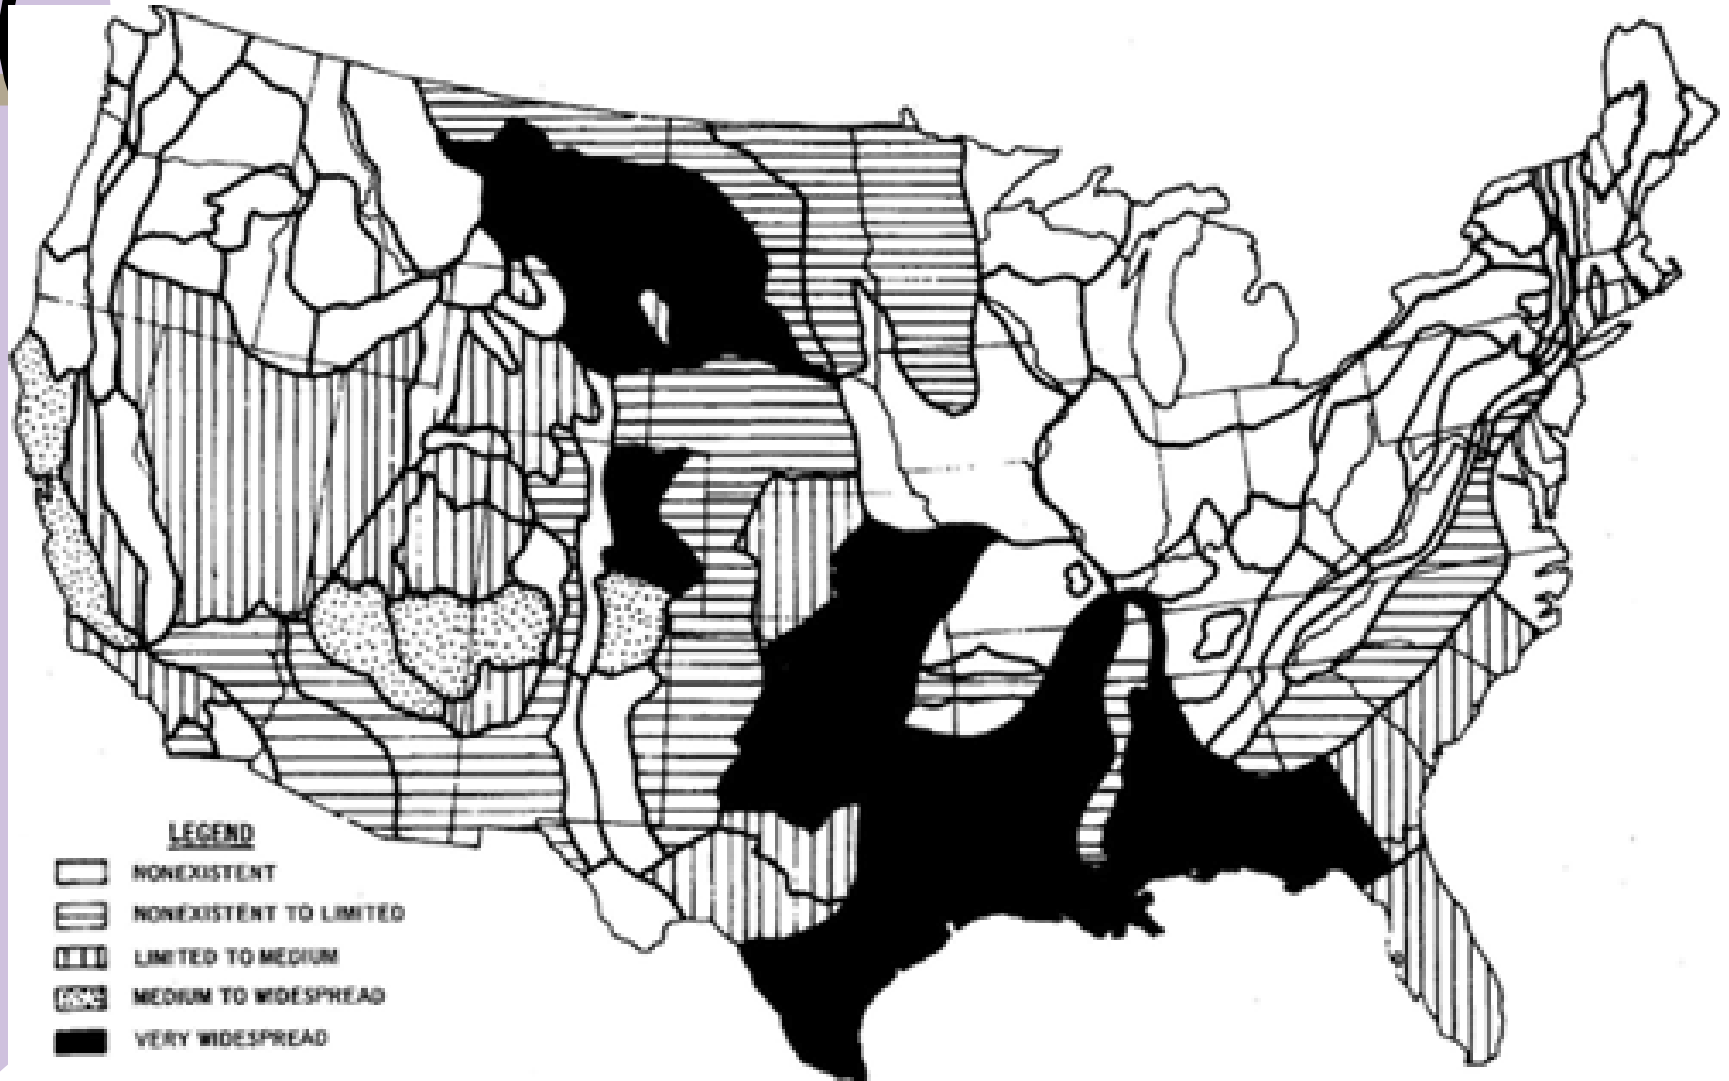 LEGEND
NONEXISTENT
NONEXISTENT TO LIMITED
LIMITED TO MEDIUM
MEDIUM TO WIDESPREAD
VERY WIDESPREAD